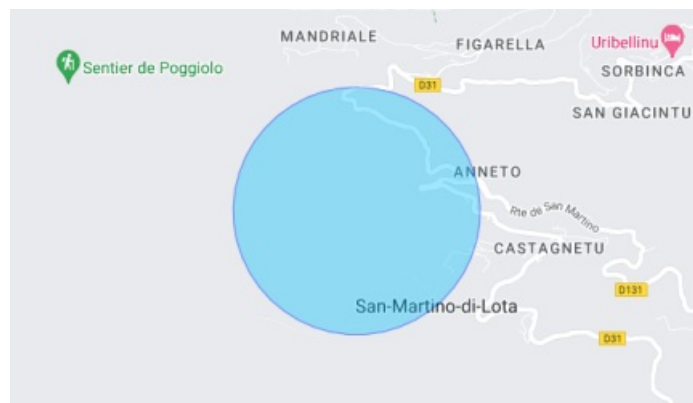 MANDRIALE
FIGARELLA
Uribellinu
Sentier de Poggiolo
SORBINCA
D31
SAN GIACINTU
ANNETO
Rte de San Martino
CASTAGNETU
D131
San-Martino-di-Lota
D31